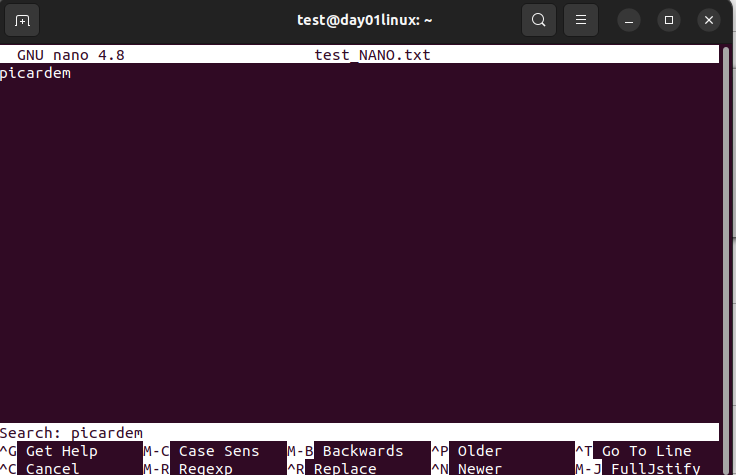 test@day01linux: ~
GNU nano 4.8 test_NANO.txt
picardem
Search: picardem
^G Get Help M-C Case Sens M-B Backwards ^P Older ^T Go To Line
^C Cancel M-R Regexp ^R Replace ^N Newer M-J FullJstify